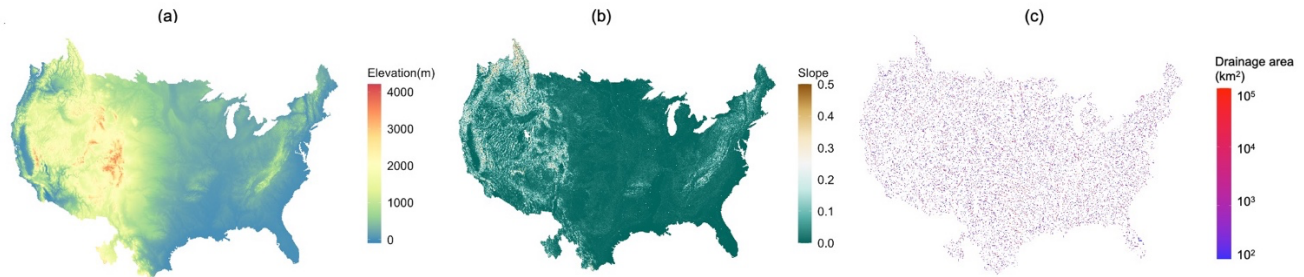 (a)
(b)
(c)
Elevation(m)
4000
3000
2000
1000
0
Slope
0.5
0.4
0.3
0.2
0.1
0.0
Drainage area
(km²)
10⁵
10⁴
10³
10²